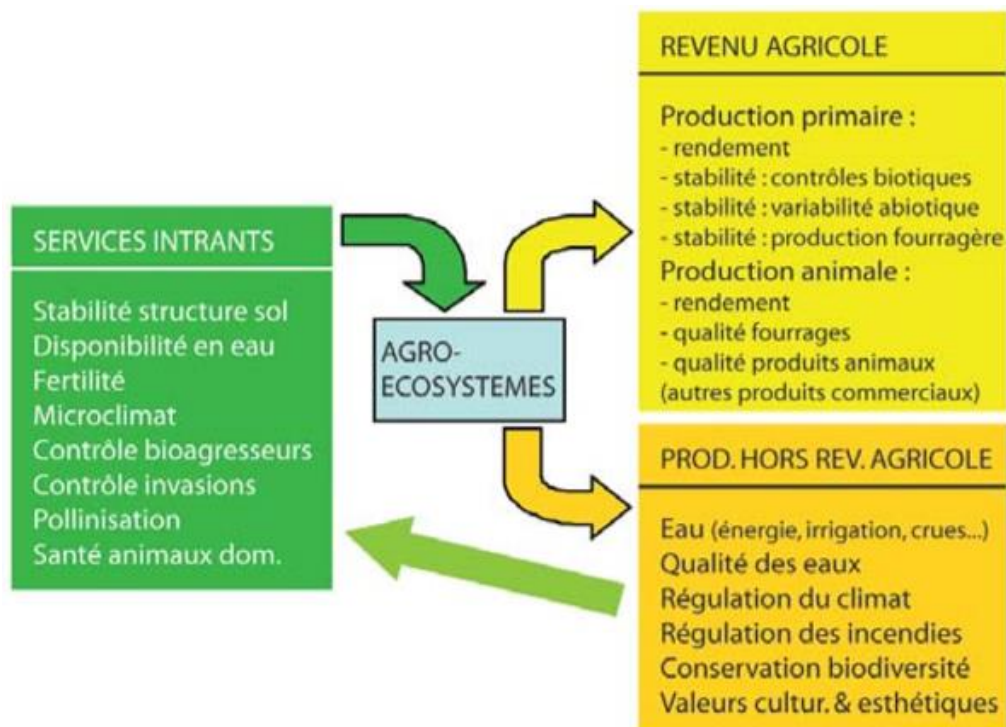 SERVICES INTRANTS
Stabilité structure sol
Disponibilité en eau
Fertilité
Microclimat
Contrôle bioagresseurs
Contrôle invasions
Pollinisation
Santé animaux dom.
AGRO-
ECOSYSTEMES
REVENU AGRICOLE
Production primaire :
- rendement
- stabilité : contrôles biotiques
- stabilité : variabilité abiotique
- stabilité : production fourragère
Production animale :
- rendement
- qualité fourrages
- qualité produits animaux
(autres produits commerciaux)
PROD. HORS REV. AGRICOLE
Eau (énergie, irrigation, crues...)
Qualité des eaux
Régulation du climat
Régulation des incendies
Conservation biodiversité
Valeurs cultur. & esthétiques